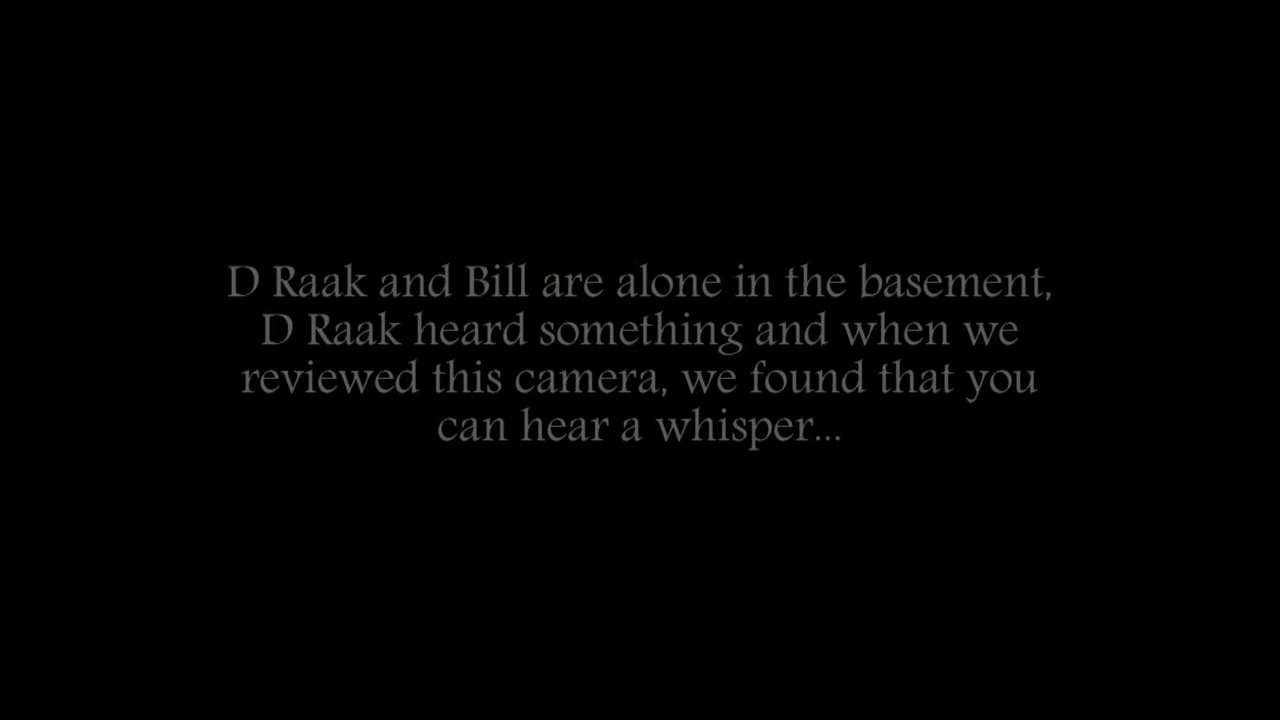 D Raak and Bill are alone in the basement,
D Raak heard something and when we
reviewed this camera, we found that you
can hear a whisper...